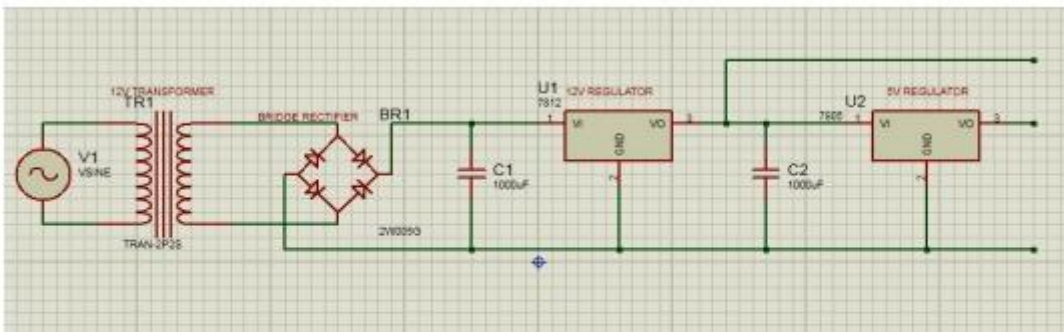 12V TRANSFORMER
TR1
V1
VSINE
TRAN-2P2S
BRIDGE RECTIFIER
BR1
2W005G
C1
1000uF
U1
12V REGULATOR
7812
1
VI
VO
3
GND
2
C2
1000uF
U2
5V REGULATOR
7805
1
VI
VO
3
GND
2